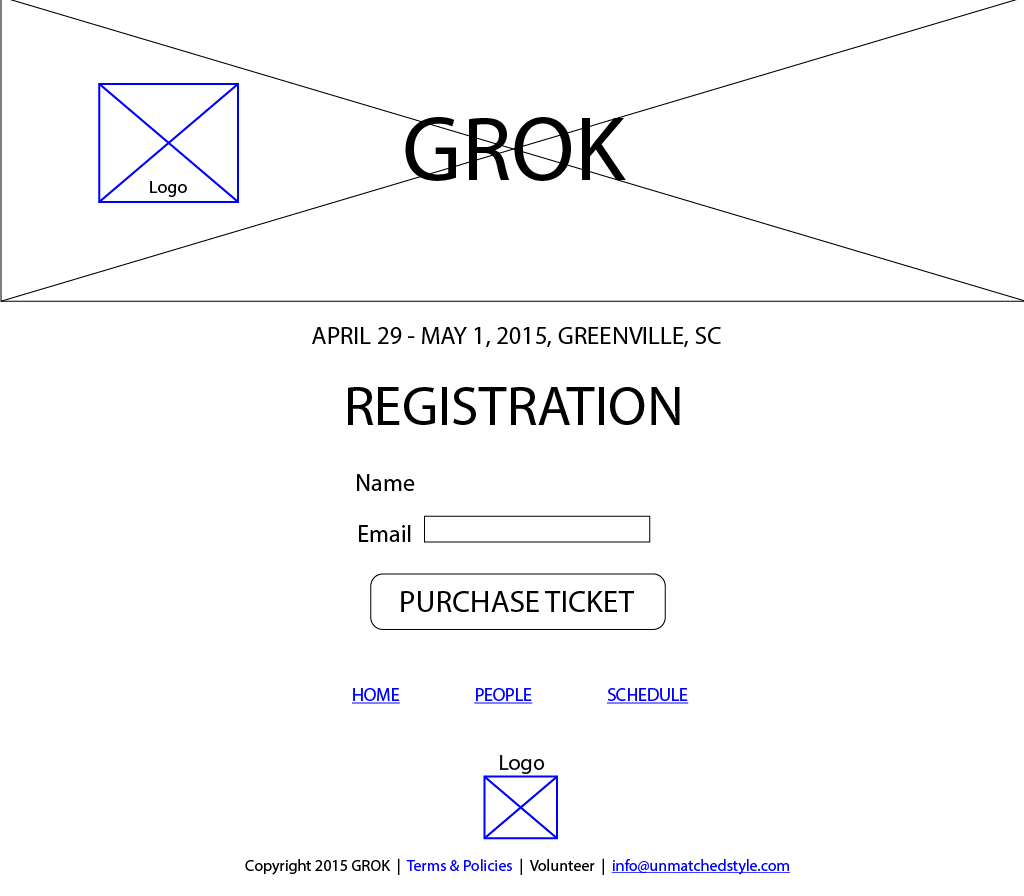 GROK
Logo
APRIL 29 - MAY 1, 2015, GREENVILLE, SC
REGISTRATION
Name
Email
PURCHASE TICKET
HOME PEOPLE SCHEDULE
Logo
Copyright 2015 GROK | Terms & Policies | Volunteer | info@unmatchedstyle.com